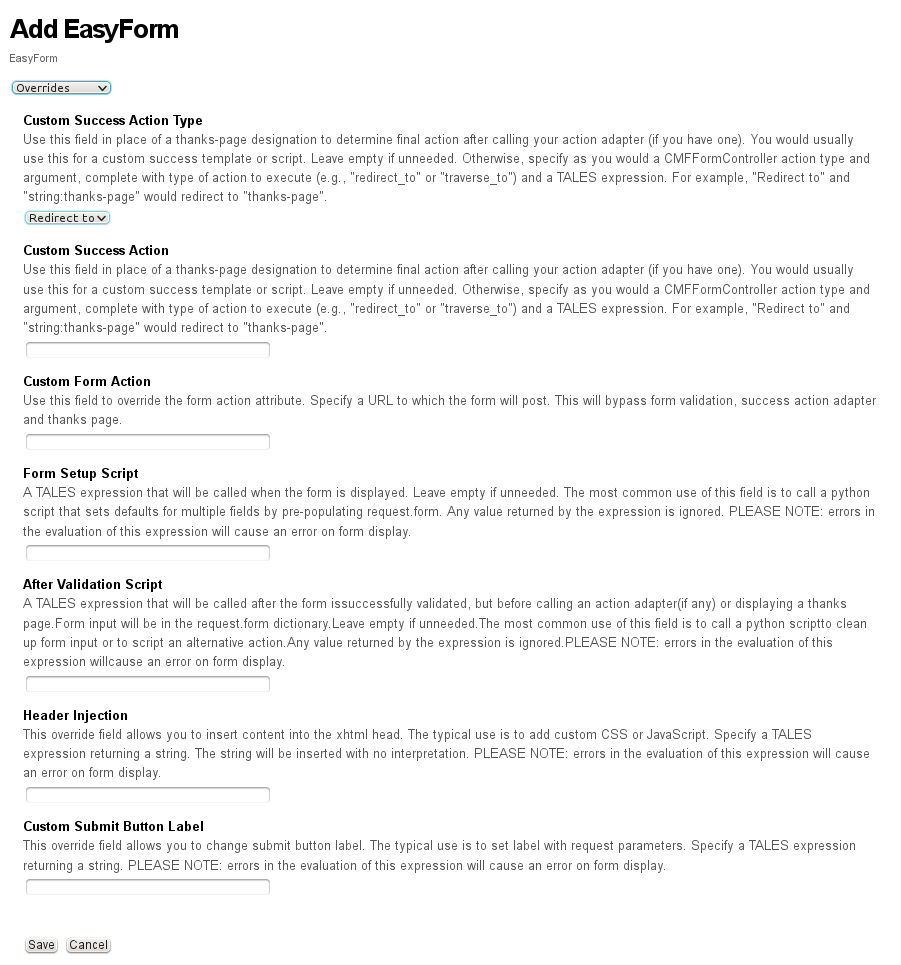 Add EasyForm
EasyForm
Overrides
Custom Success Action Type
Use this field in place of a thanks-page designation to determine final action after calling your action adapter (if you have one). You would usually
use this for a custom success template or script. Leave empty if unneeded. Otherwise, specify as you would a CMFFormController action type and
argument, complete with type of action to execute (e.g., "redirect_to" or "traverse_to") and a TALES expression. For example, "Redirect to" and
"string:thanks-page" would redirect to "thanks-page".
Redirect to
Custom Success Action
Use this field in place of a thanks-page designation to determine final action after calling your action adapter (if you have one). You would usually
use this for a custom success template or script. Leave empty if unneeded. Otherwise, specify as you would a CMFFormController action type and
argument, complete with type of action to execute (e.g., "redirect_to" or "traverse_to") and a TALES expression. For example, "Redirect to" and
"string:thanks-page" would redirect to "thanks-page".
Custom Form Action
Use this field to override the form action attribute. Specify a URL to which the form will post. This will bypass form validation, success action adapter
and thanks page.
Form Setup Script
A TALES expression that will be called when the form is displayed. Leave empty if unneeded. The most common use of this field is to call a python
script that sets defaults for multiple fields by pre-populating request.form. Any value returned by the expression is ignored. PLEASE NOTE: errors in
the evaluation of this expression will cause an error on form display.
After Validation Script
A TALES expression that will be called after the form issuccessfully validated, but before calling an action adapter(if any) or displaying a thanks
page.Form input will be in the request.form dictionary.Leave empty if unneeded.The most common use of this field is to call a python scriptto clean
up form input or to script an alternative action.Any value returned by the expression is ignored.PLEASE NOTE: errors in the evaluation of this
expression willcause an error on form display.
Header Injection
This override field allows you to insert content into the xhtml head. The typical use is to add custom CSS or JavaScript. Specify a TALES
expression returning a string. The string will be inserted with no interpretation. PLEASE NOTE: errors in the evaluation of this expression will cause
an error on form display.
Custom Submit Button Label
This override field allows you to change submit button label. The typical use is to set label with request parameters. Specify a TALES expression
returning a string. PLEASE NOTE: errors in the evaluation of this expression will cause an error on form display.
Save Cancel